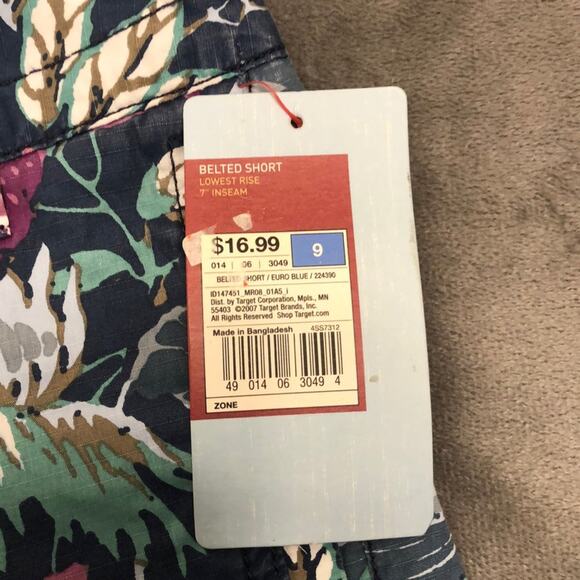 BELTED SHORT
LOWEST RISE
7" INSEAM
$16.99 9
014 | 06 | 3049
BELTED SHORT / EURO BLUE / 224390
ID147451_MR08_01A5_i
Dist. by Target Corporation, Mpls., MN
55403 ©2007 Target Brands, Inc.
All Rights Reserved Shop Target.com
Made in Bangladesh 4SS7312
49 014 06 3049 4
ZONE